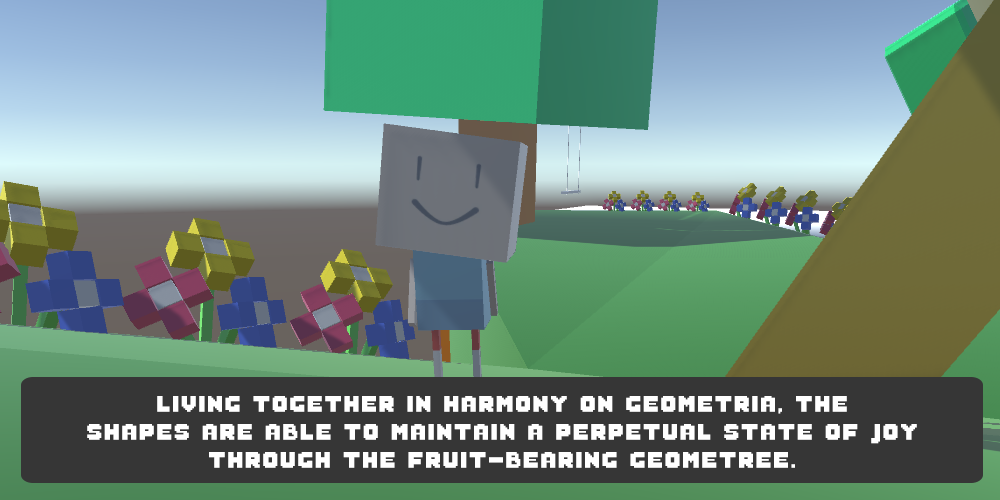 LIVING TOGETHER IN HARMONY ON GEOMETRIA, THE
SHAPES ARE ABLE TO MAINTAIN A PERPETUAL STATE OF JOY
THROUGH THE FRUIT-BEARING GEOMETREE.